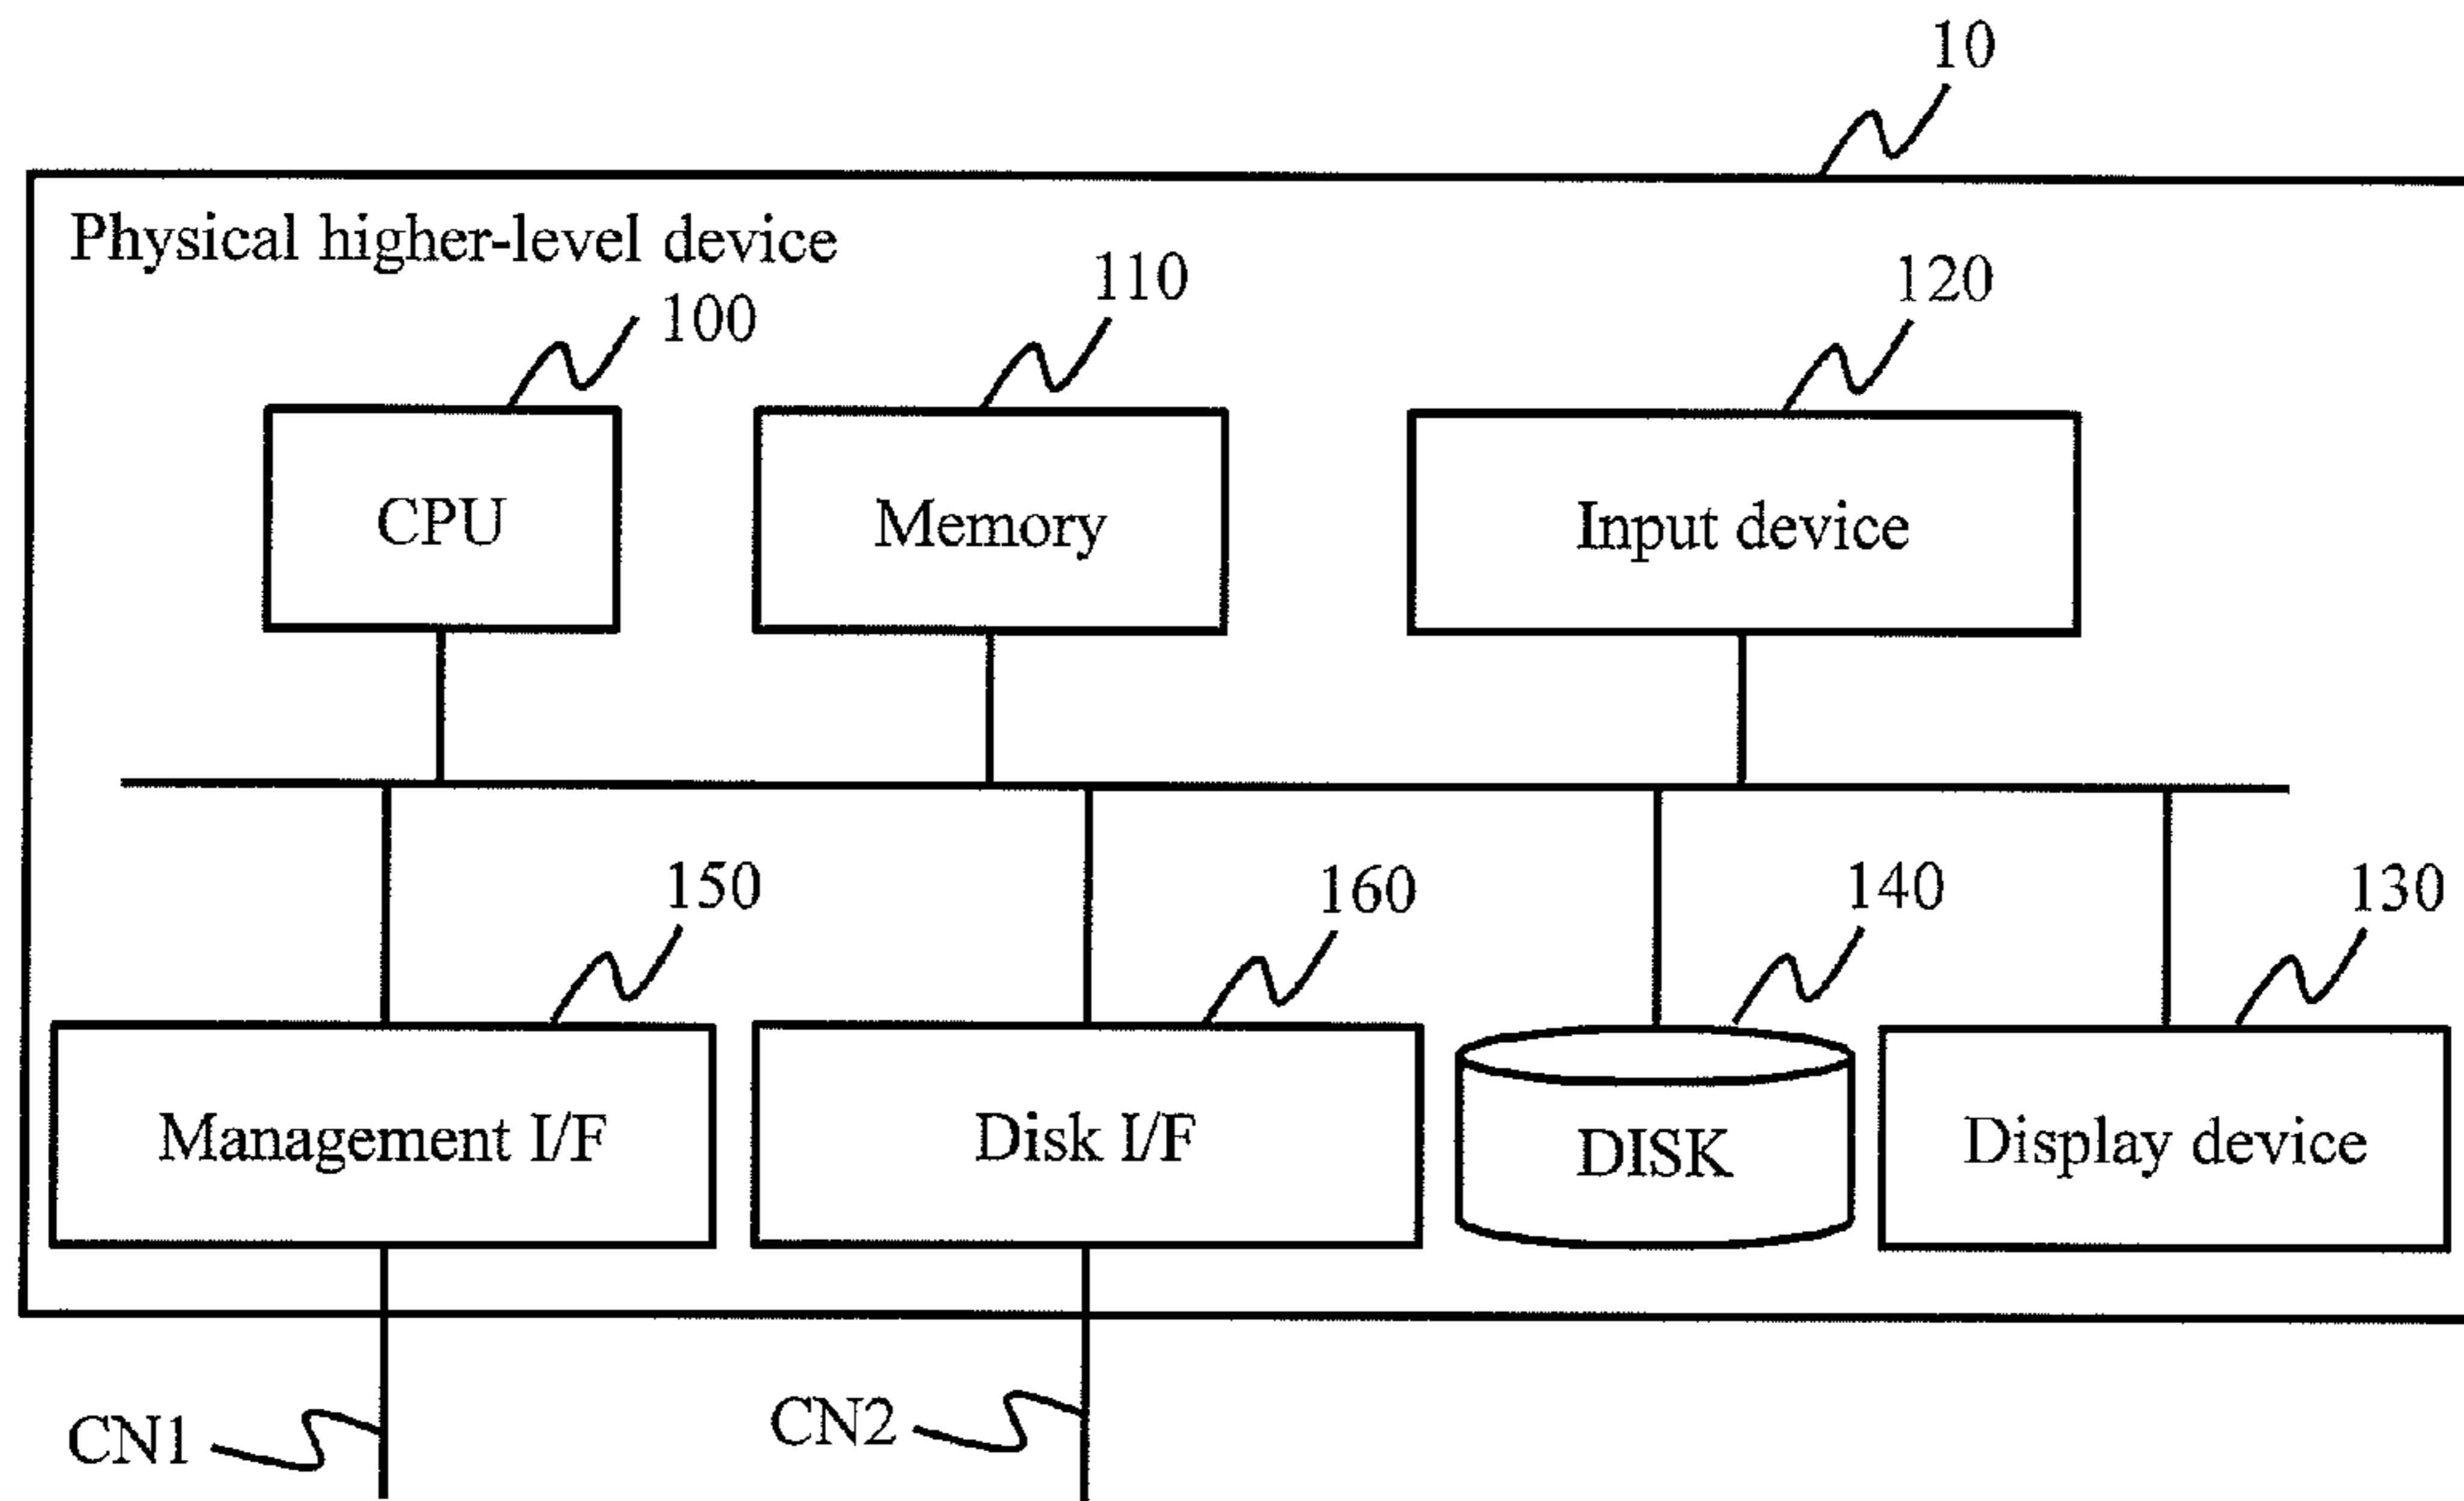 10
Physical higher-level device
100
110
120
CPU
Memory
Input device
150
160
140
130
Management I/F
Disk I/F
DISK
Display device
CN1
CN2